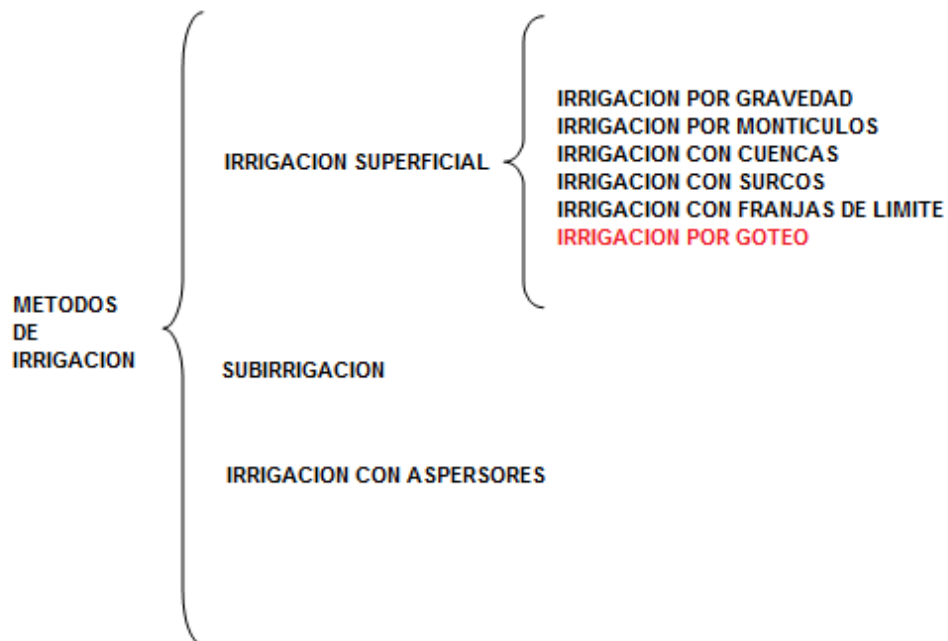 METODOS
DE
IRRIGACION
IRRIGACION SUPERFICIAL
IRRIGACION POR GRAVEDAD
IRRIGACION POR MONTICULOS
IRRIGACION CON CUENCAS
IRRIGACION CON SURCOS
IRRIGACION CON FRANJAS DE LIMITE
IRRIGACION POR GOTEO
SUBIRRIGACION
IRRIGACION CON ASPERSORES